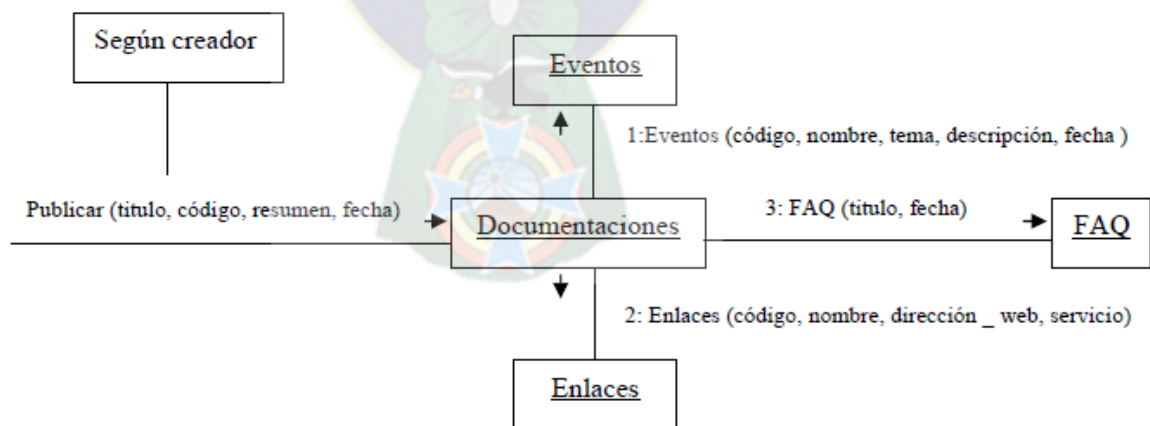 Según creador
Eventos
1:Eventos (código, nombre, tema, descripción, fecha )
Publicar (titulo, código, resumen, fecha)
Documentaciones
3: FAQ (titulo, fecha)
FAQ
2: Enlaces (código, nombre, dirección _ web, servicio)
Enlaces